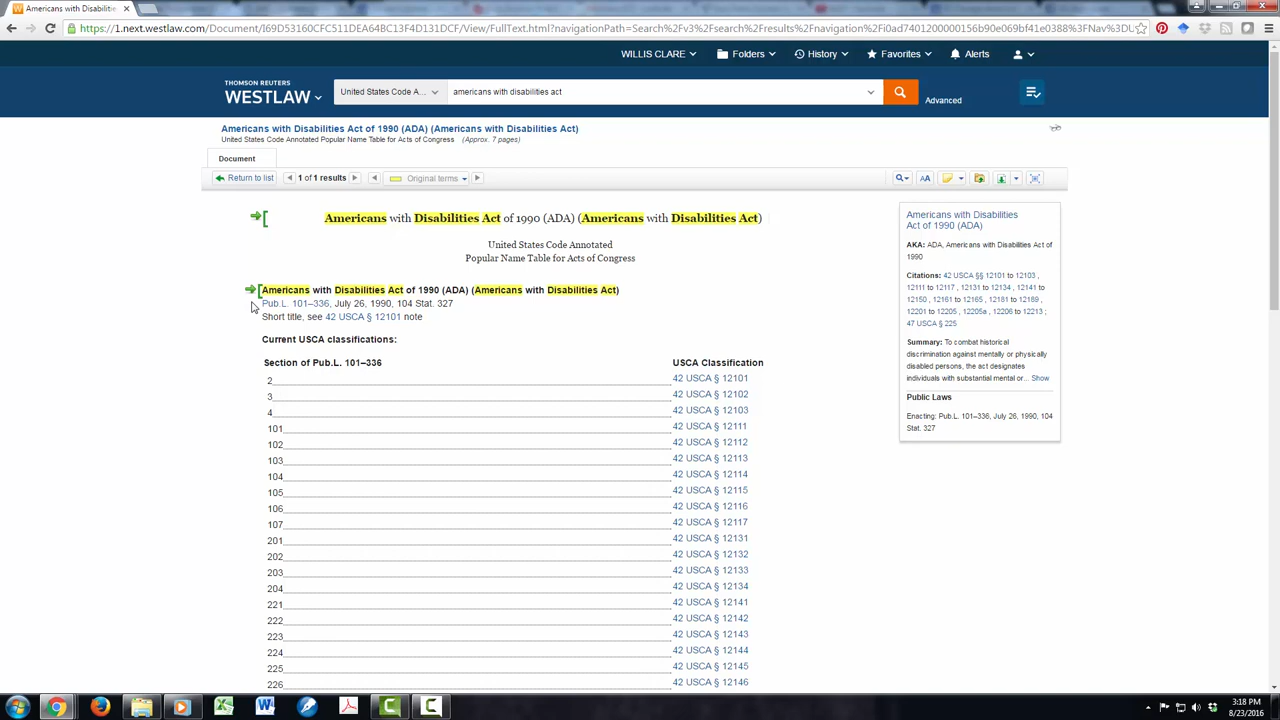 Americans with Disabilitie
https://1.next.westlaw.com/Document/I69D53160CFC511DEA64BC13F4D131DCF/View/FullText.html?navigationPath=Search%2Fv3%2Fsearch%2Fresults%2Fnavigation%2Fi0ad7401200000156b90e069bf41e0388%3FNav%3DU
WILLIS CLARE Folders History Favorites Alerts
THOMSON REUTERS
WESTLAW
United States Code A... americans with disabilities act Advanced
Americans with Disabilities Act of 1990 (ADA) (Americans with Disabilities Act)
United States Code Annotated Popular Name Table for Acts of Congress (Approx. 7 pages)
Document
Return to list 1 of 1 results Original terms AA
Americans with Disabilities Act of 1990 (ADA) (Americans with Disabilities Act)
United States Code Annotated
Popular Name Table for Acts of Congress
Americans with Disabilities Act of 1990 (ADA) (Americans with Disabilities Act)
Pub.L. 101–336, July 26, 1990, 104 Stat. 327
Short title, see 42 USCA § 12101 note
Current USCA classifications:
Section of Pub.L. 101–336 USCA Classification
2 42 USCA § 12101
3 42 USCA § 12102
4 42 USCA § 12103
101 42 USCA § 12111
102 42 USCA § 12112
103 42 USCA § 12113
104 42 USCA § 12114
105 42 USCA § 12115
106 42 USCA § 12116
107 42 USCA § 12117
201 42 USCA § 12131
202 42 USCA § 12132
203 42 USCA § 12133
204 42 USCA § 12134
221 42 USCA § 12141
222 42 USCA § 12142
223 42 USCA § 12143
224 42 USCA § 12144
225 42 USCA § 12145
226 42 USCA § 12146
Americans with Disabilities
Act of 1990 (ADA)
AKA: ADA, Americans with Disabilities Act of
1990
Citations: 42 USCA §§ 12101 to 12103 ,
12111 to 12117 , 12131 to 12134 , 12141 to
12150 , 12161 to 12165 , 12181 to 12189 ,
12201 to 12205 , 12205a , 12206 to 12213 ;
47 USCA § 225
Summary: To combat historical
discrimination against mentally or physically
disabled persons, the act designates
individuals with substantial mental or... Show
Public Laws
Enacting: Pub.L. 101–336, July 26, 1990, 104
Stat. 327
3:18 PM
8/23/2016